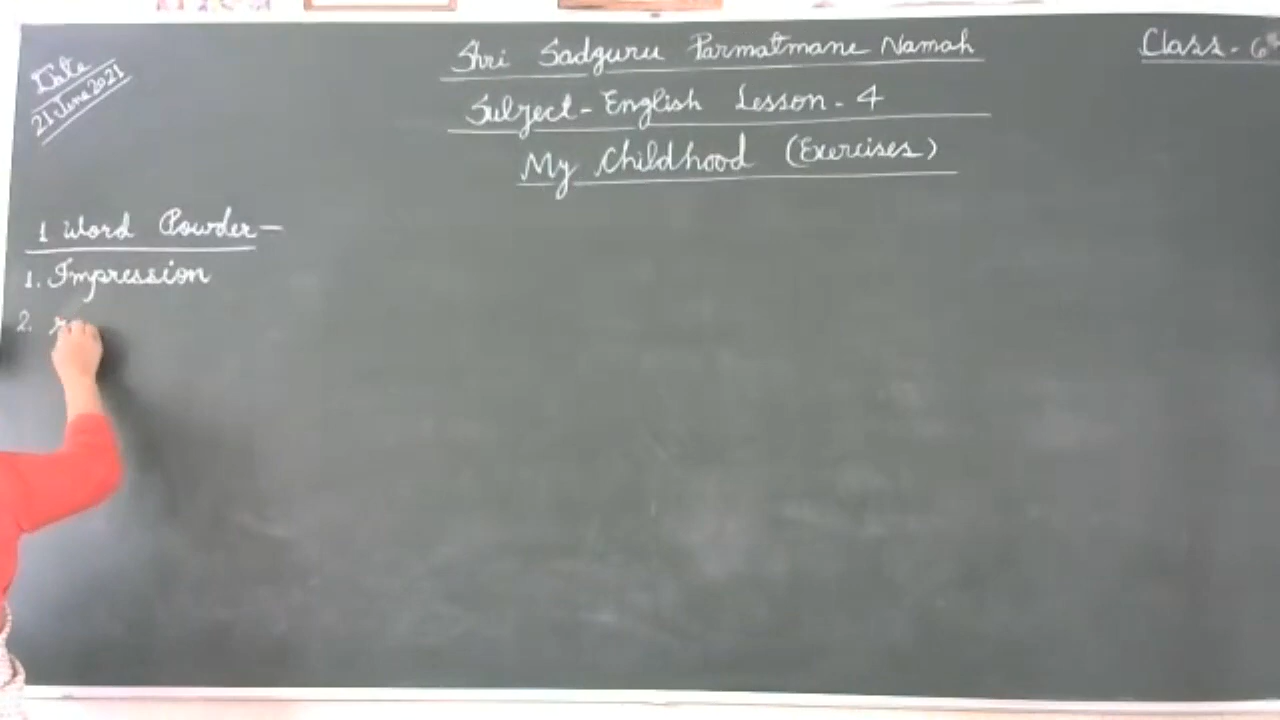 Date
21 June 2021
Shri Sadguru Parmatmane Namah
Class - 6th
Subject - English Lesson - 4
My Childhood (Exercises)
1 Word Powder -
1. Impression
2.